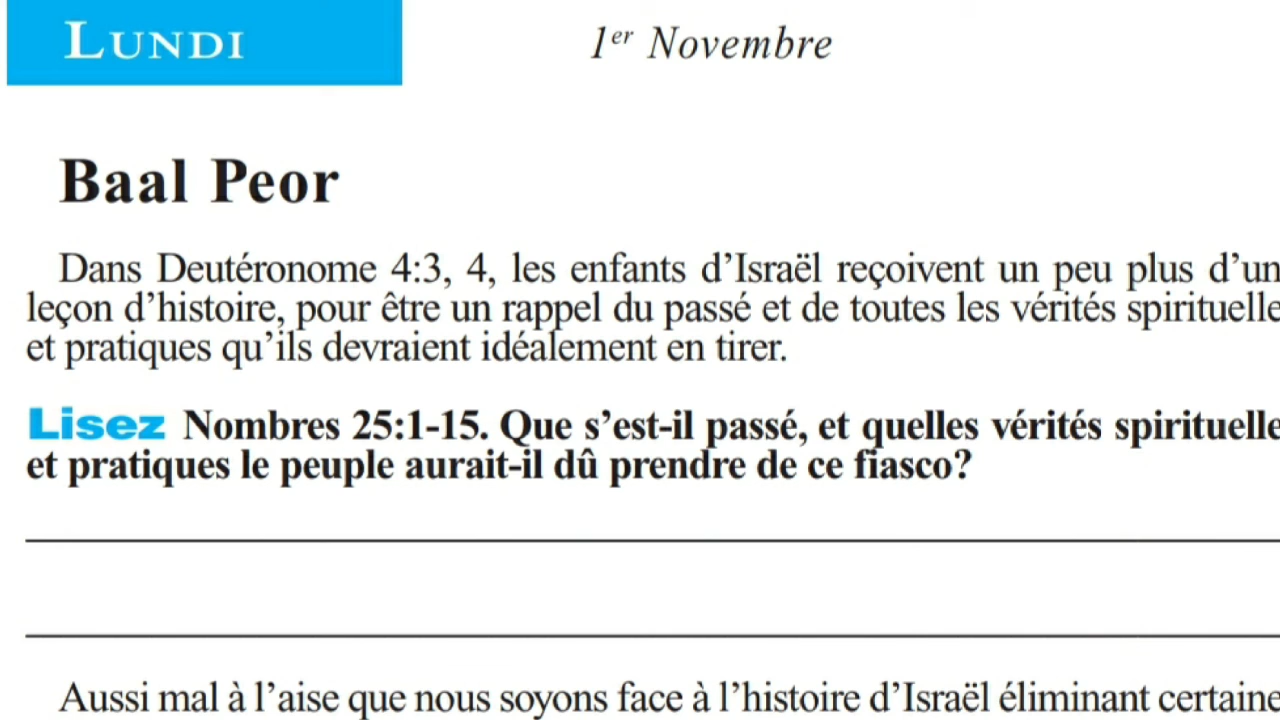 LUNDI
1er Novembre
Baal Peor
Dans Deutéronome 4:3, 4, les enfants d’Israël reçoivent un peu plus d’un
leçon d’histoire, pour être un rappel du passé et de toutes les vérités spirituelle
et pratiques qu’ils devraient idéalement en tirer.
Lisez Nombres 25:1-15. Que s’est-il passé, et quelles vérités spirituelle
et pratiques le peuple aurait-il dû prendre de ce fiasco?
Aussi mal à l’aise que nous soyons face à l’histoire d’Israël éliminant certaine